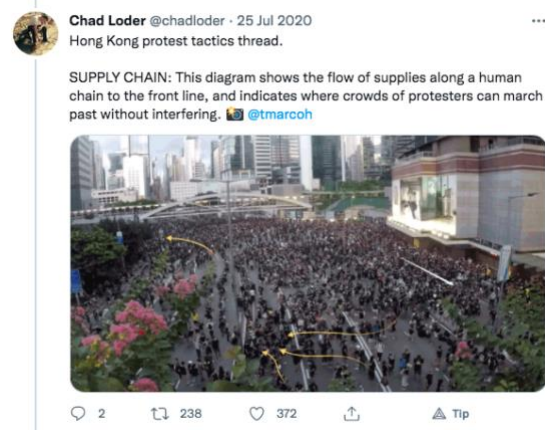 Chad Loder @chadloder · 25 Jul 2020
Hong Kong protest tactics thread.
SUPPLY CHAIN: This diagram shows the flow of supplies along a human
chain to the front line, and indicates where crowds of protesters can march
past without interfering. 📸 @tmarcoh
2 238 372 Tip